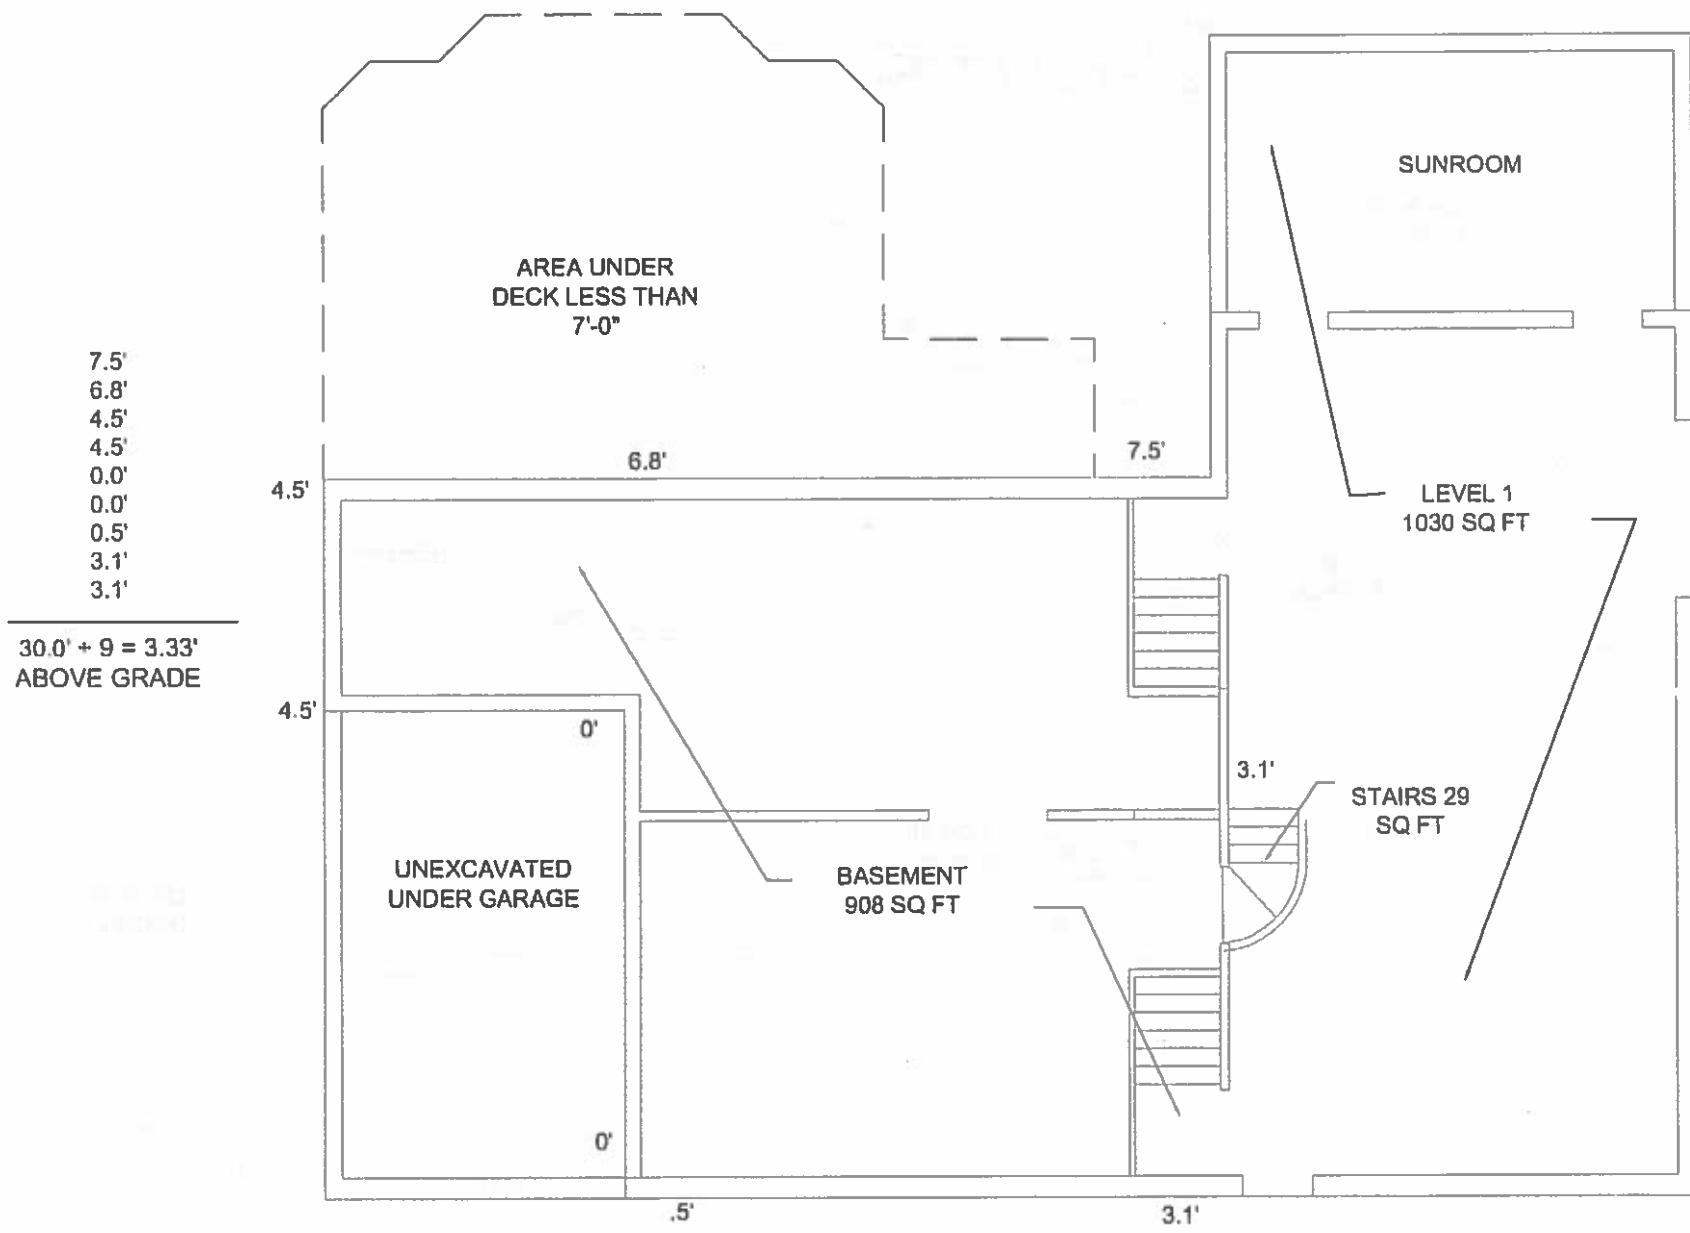 SUNROOM
AREA UNDER
DECK LESS THAN
7'-0"
7.5'
6.8'
4.5'
4.5'
0.0'
0.0'
0.5'
3.1'
3.1'
30.0' ÷ 9 = 3.33'
ABOVE GRADE
6.8'
7.5'
4.5'
LEVEL 1
1030 SQ FT
4.5'
0'
3.1'
STAIRS 29
SQ FT
UNEXCAVATED
UNDER GARAGE
BASEMENT
908 SQ FT
0'
.5'
3.1'